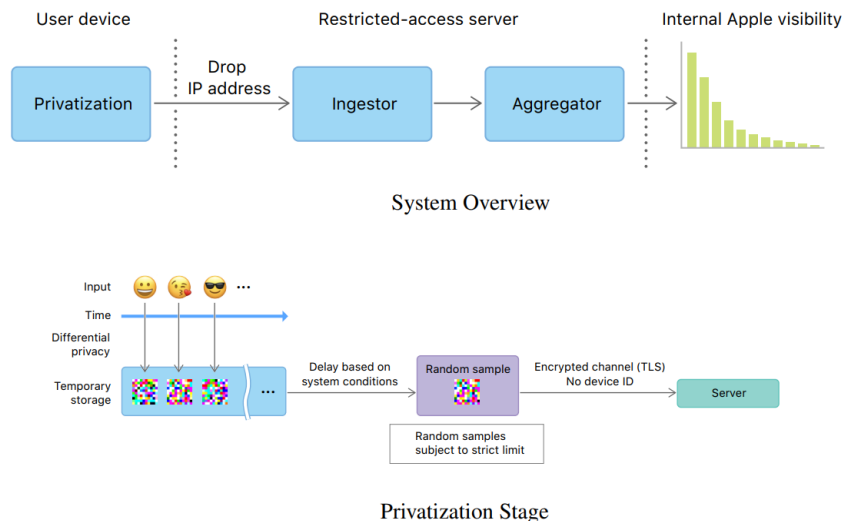 User device
Restricted-access server
Internal Apple visibility
Privatization
Drop
IP address
Ingestor
Aggregator
System Overview
Input
...
Time
Differential
privacy
Temporary
storage
...
Delay based on
system conditions
Random sample
Encrypted channel (TLS)
No device ID
Server
Random samples
subject to strict limit
Privatization Stage